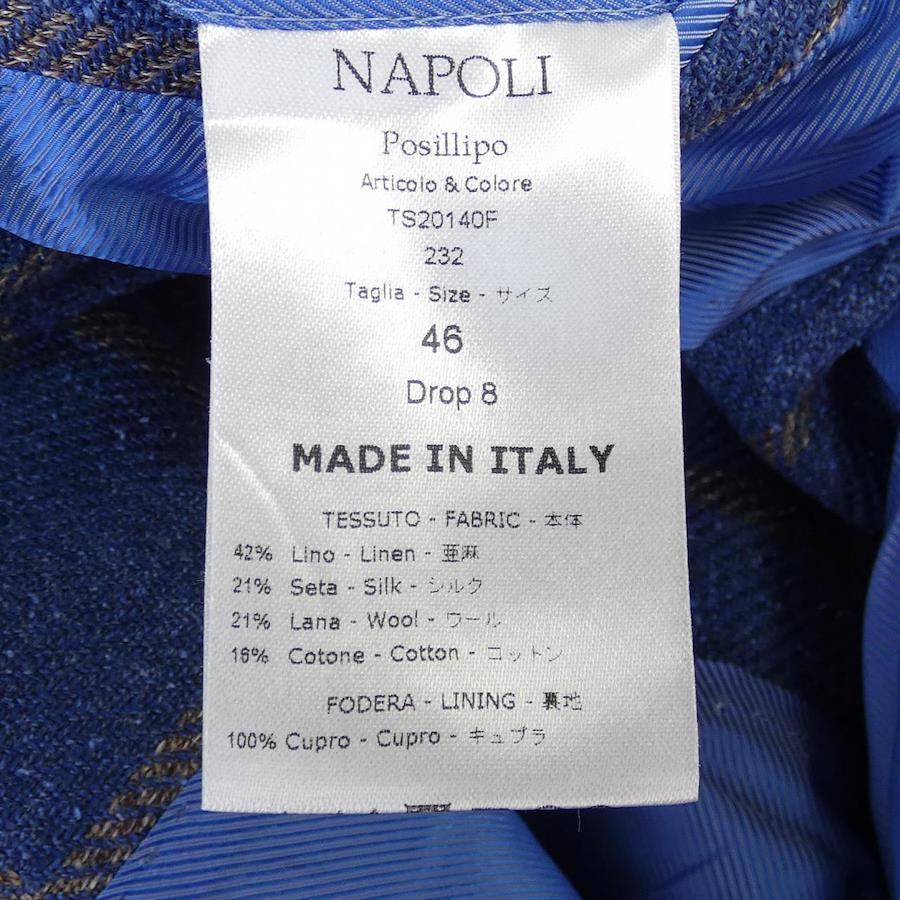 NAPOLI
Posillipo
Articolo & Colore
TS20140F
232
Taglia - Size - サイズ
46
Drop 8
MADE IN ITALY
TESSUTO - FABRIC - 本体
42% Lino - Linen - 亜麻
21% Seta - Silk - シルク
21% Lana - Wool - ウール
16% Cotone - Cotton - コットン
FODERA - LINING - 裏地
100% Cupro - Cupro - キュプラ